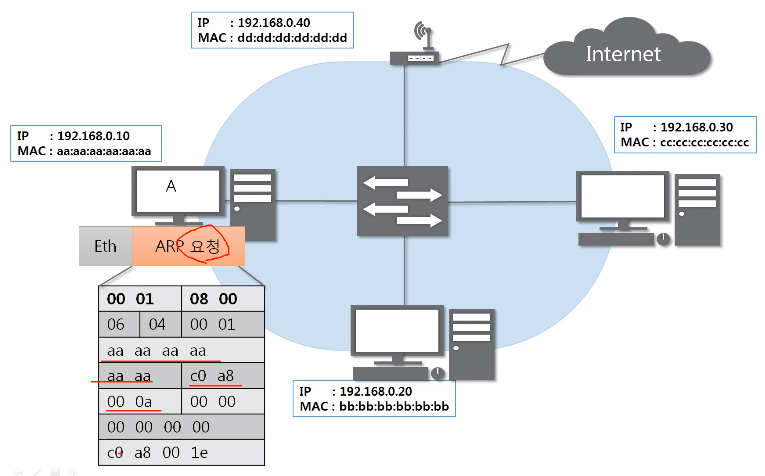 IP : 192.168.0.40
MAC : dd:dd:dd:dd:dd:dd
Internet
IP : 192.168.0.10
MAC : aa:aa:aa:aa:aa:aa
IP : 192.168.0.30
MAC : cc:cc:cc:cc:cc:cc
A
Eth ARP 요청
00 01 08 00
06 04 00 01
aa aa aa aa
aa aa c0 a8
00 0a 00 00
00 00 00 00
c0 a8 00 1e
IP : 192.168.0.20
MAC : bb:bb:bb:bb:bb:bb